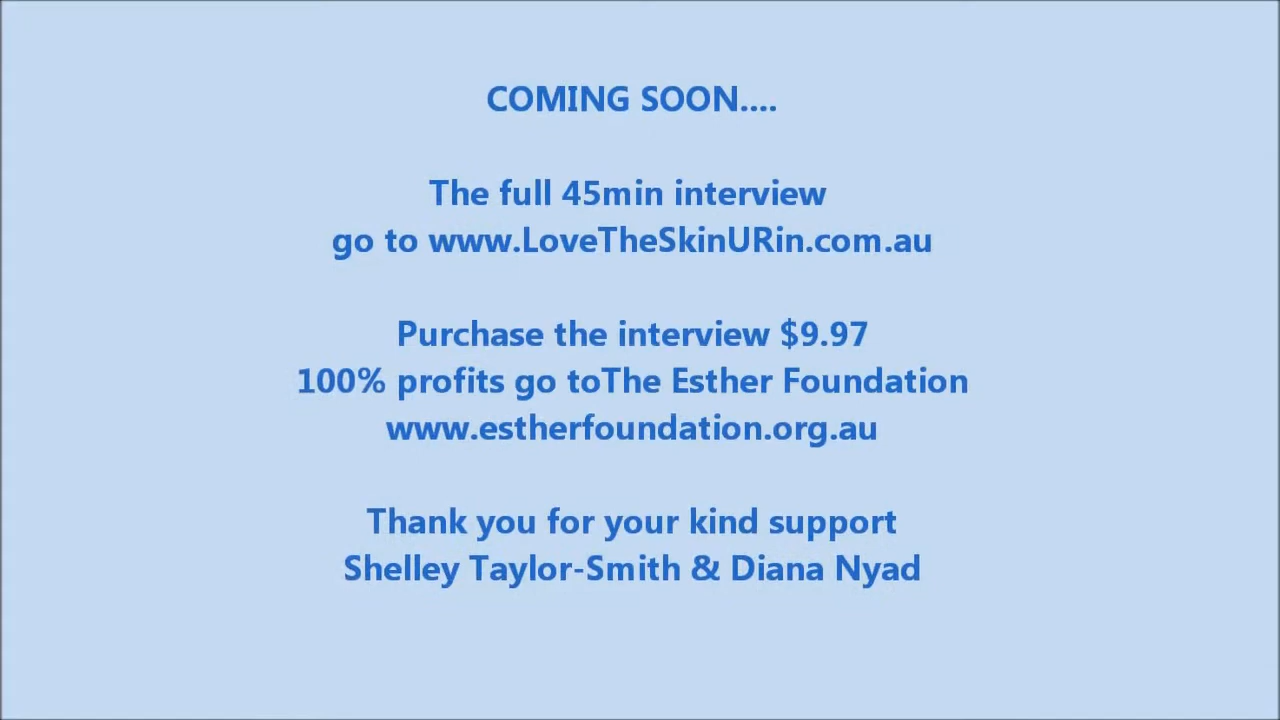 COMING SOON....
The full 45min interview
go to www.LoveTheSkinURin.com.au
Purchase the interview $9.97
100% profits go toThe Esther Foundation
www.estherfoundation.org.au
Thank you for your kind support
Shelley Taylor-Smith & Diana Nyad